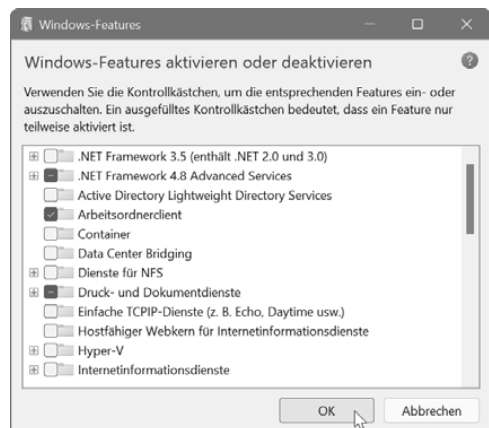 Windows-Features
Windows-Features aktivieren oder deaktivieren
Verwenden Sie die Kontrollkästchen, um die entsprechenden Features ein- oder
auszuschalten. Ein ausgefülltes Kontrollkästchen bedeutet, dass ein Feature nur
teilweise aktiviert ist.
.NET Framework 3.5 (enthält .NET 2.0 und 3.0)
.NET Framework 4.8 Advanced Services
Active Directory Lightweight Directory Services
Arbeitsordnerclient
Container
Data Center Bridging
Dienste für NFS
Druck- und Dokumentdienste
Einfache TCPIP-Dienste (z. B. Echo, Daytime usw.)
Hostfähiger Webkern für Internetinformationsdienste
Hyper-V
Internetinformationsdienste
OK Abbrechen